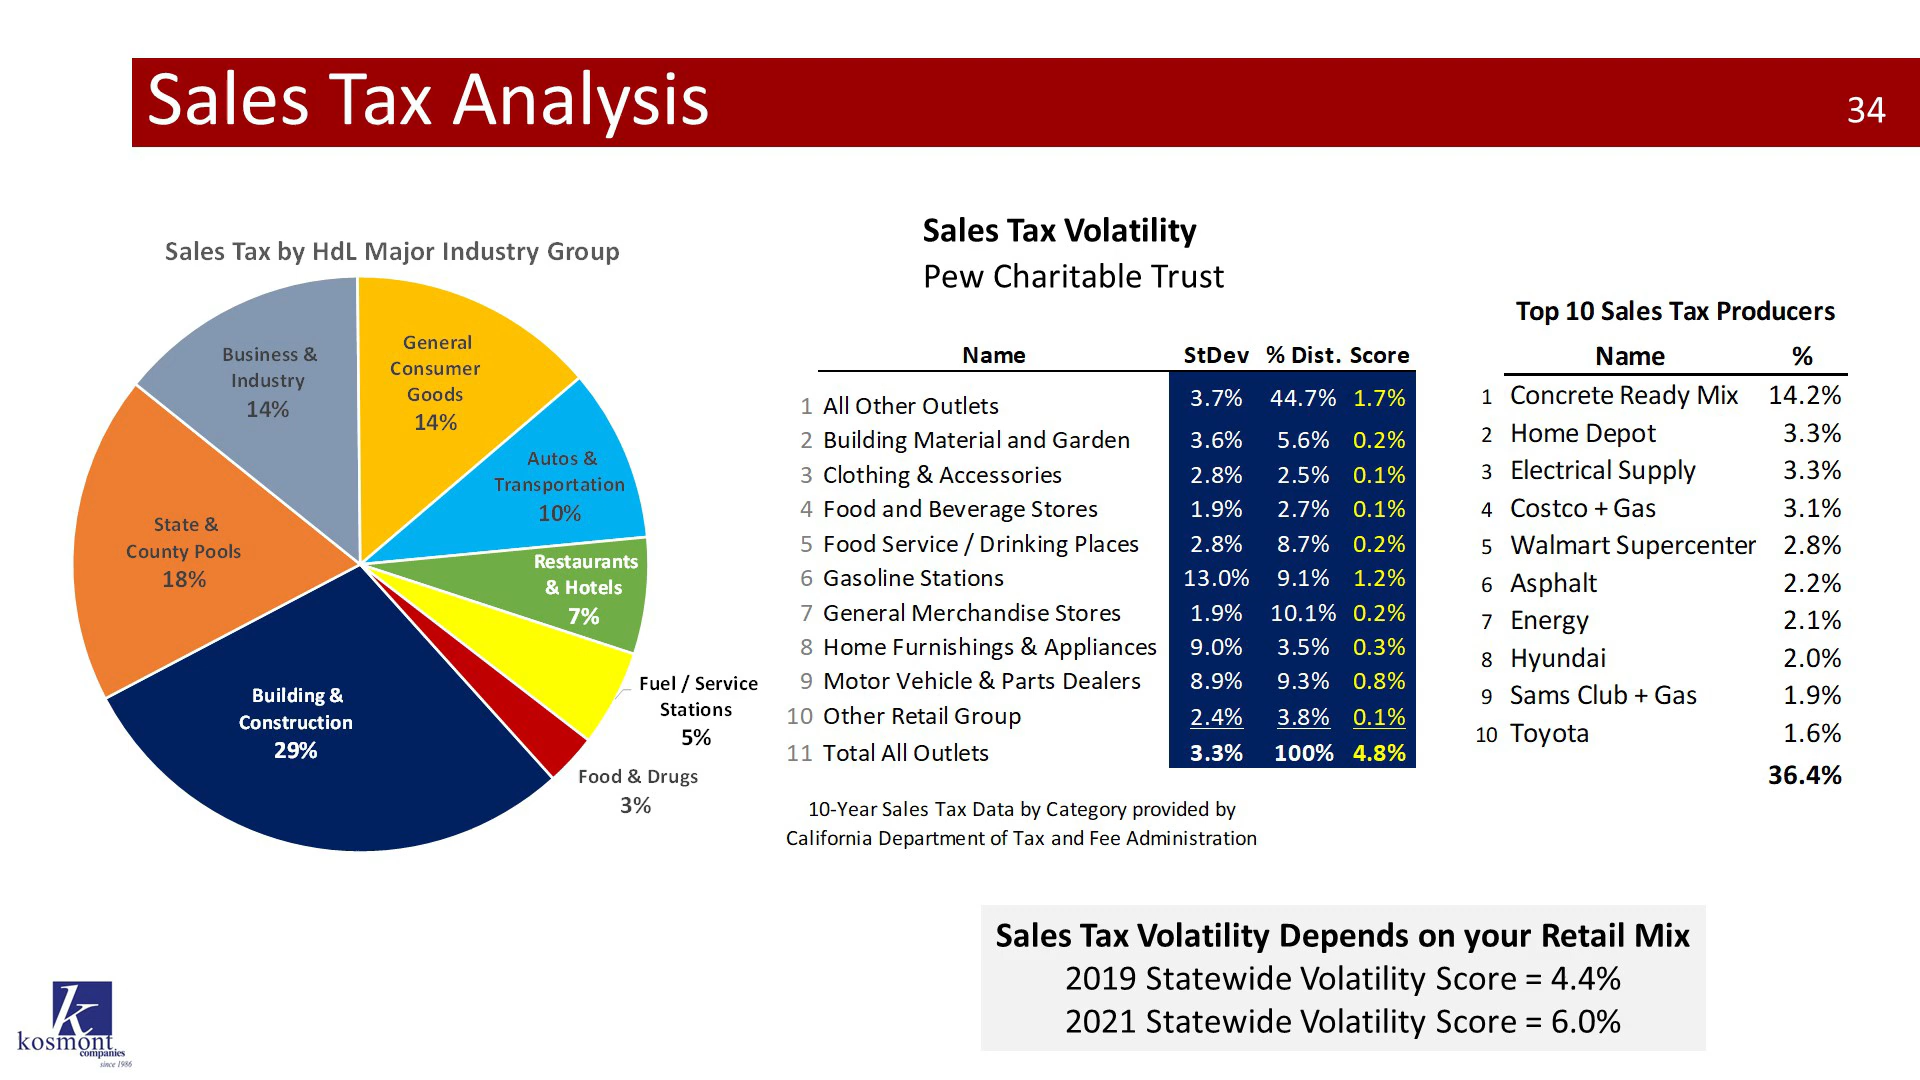 Sales Tax Analysis
34
Sales Tax by HdL Major Industry Group
General
Consumer
Goods
14%
Autos &
Transportation
10%
Restaurants
& Hotels
7%
Fuel / Service
Stations
5%
Food & Drugs
3%
Building &
Construction
29%
State &
County Pools
18%
Business &
Industry
14%
Sales Tax Volatility
Pew Charitable Trust
Name StDev % Dist. Score
1 All Other Outlets 3.7% 44.7% 1.7%
2 Building Material and Garden 3.6% 5.6% 0.2%
3 Clothing & Accessories 2.8% 2.5% 0.1%
4 Food and Beverage Stores 1.9% 2.7% 0.1%
5 Food Service / Drinking Places 2.8% 8.7% 0.2%
6 Gasoline Stations 13.0% 9.1% 1.2%
7 General Merchandise Stores 1.9% 10.1% 0.2%
8 Home Furnishings & Appliances 9.0% 3.5% 0.3%
9 Motor Vehicle & Parts Dealers 8.9% 9.3% 0.8%
10 Other Retail Group 2.4% 3.8% 0.1%
11 Total All Outlets 3.3% 100% 4.8%
10-Year Sales Tax Data by Category provided by
California Department of Tax and Fee Administration
Top 10 Sales Tax Producers
Name %
1 Concrete Ready Mix 14.2%
2 Home Depot 3.3%
3 Electrical Supply 3.3%
4 Costco + Gas 3.1%
5 Walmart Supercenter 2.8%
6 Asphalt 2.2%
7 Energy 2.1%
8 Hyundai 2.0%
9 Sams Club + Gas 1.9%
10 Toyota 1.6%
36.4%
Sales Tax Volatility Depends on your Retail Mix
2019 Statewide Volatility Score = 4.4%
2021 Statewide Volatility Score = 6.0%
k
kosmont
companies
since 1986